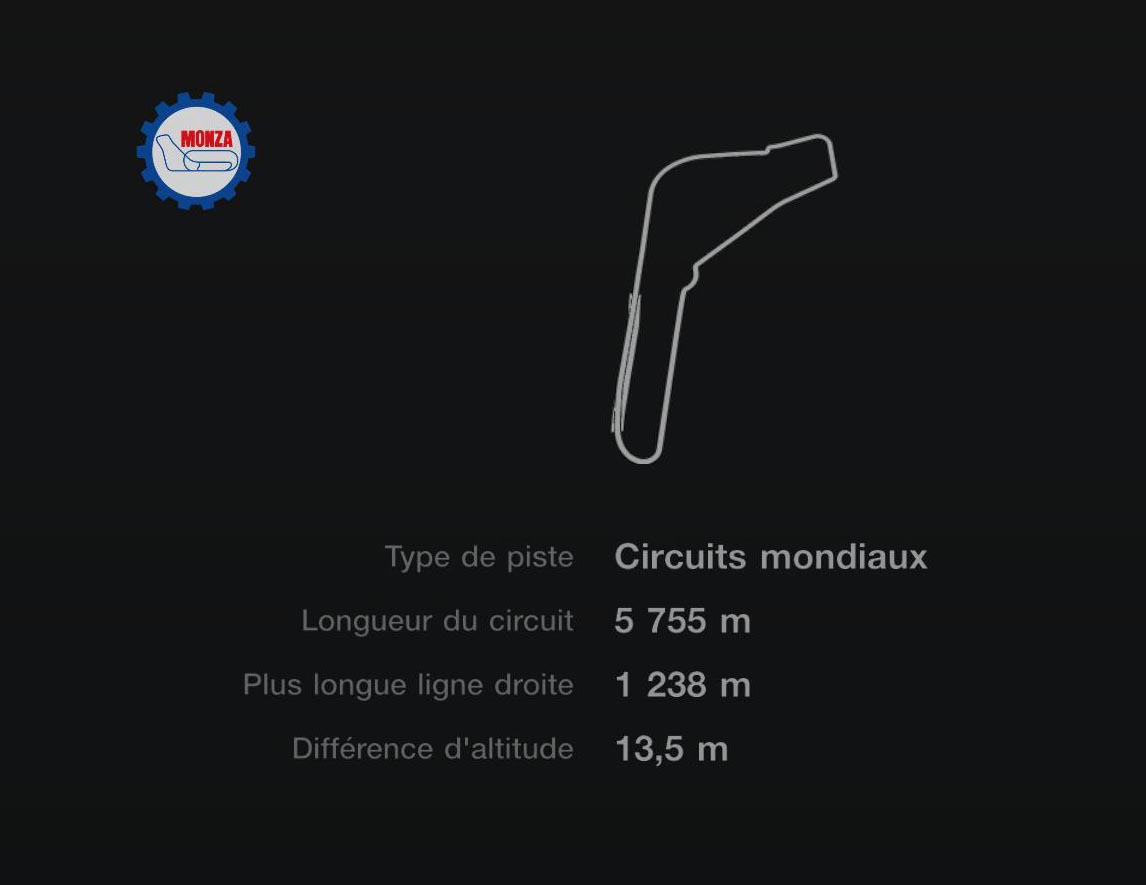 MONZA
Type de piste Circuits mondiaux
Longueur du circuit 5 755 m
Plus longue ligne droite 1 238 m
Différence d'altitude 13,5 m